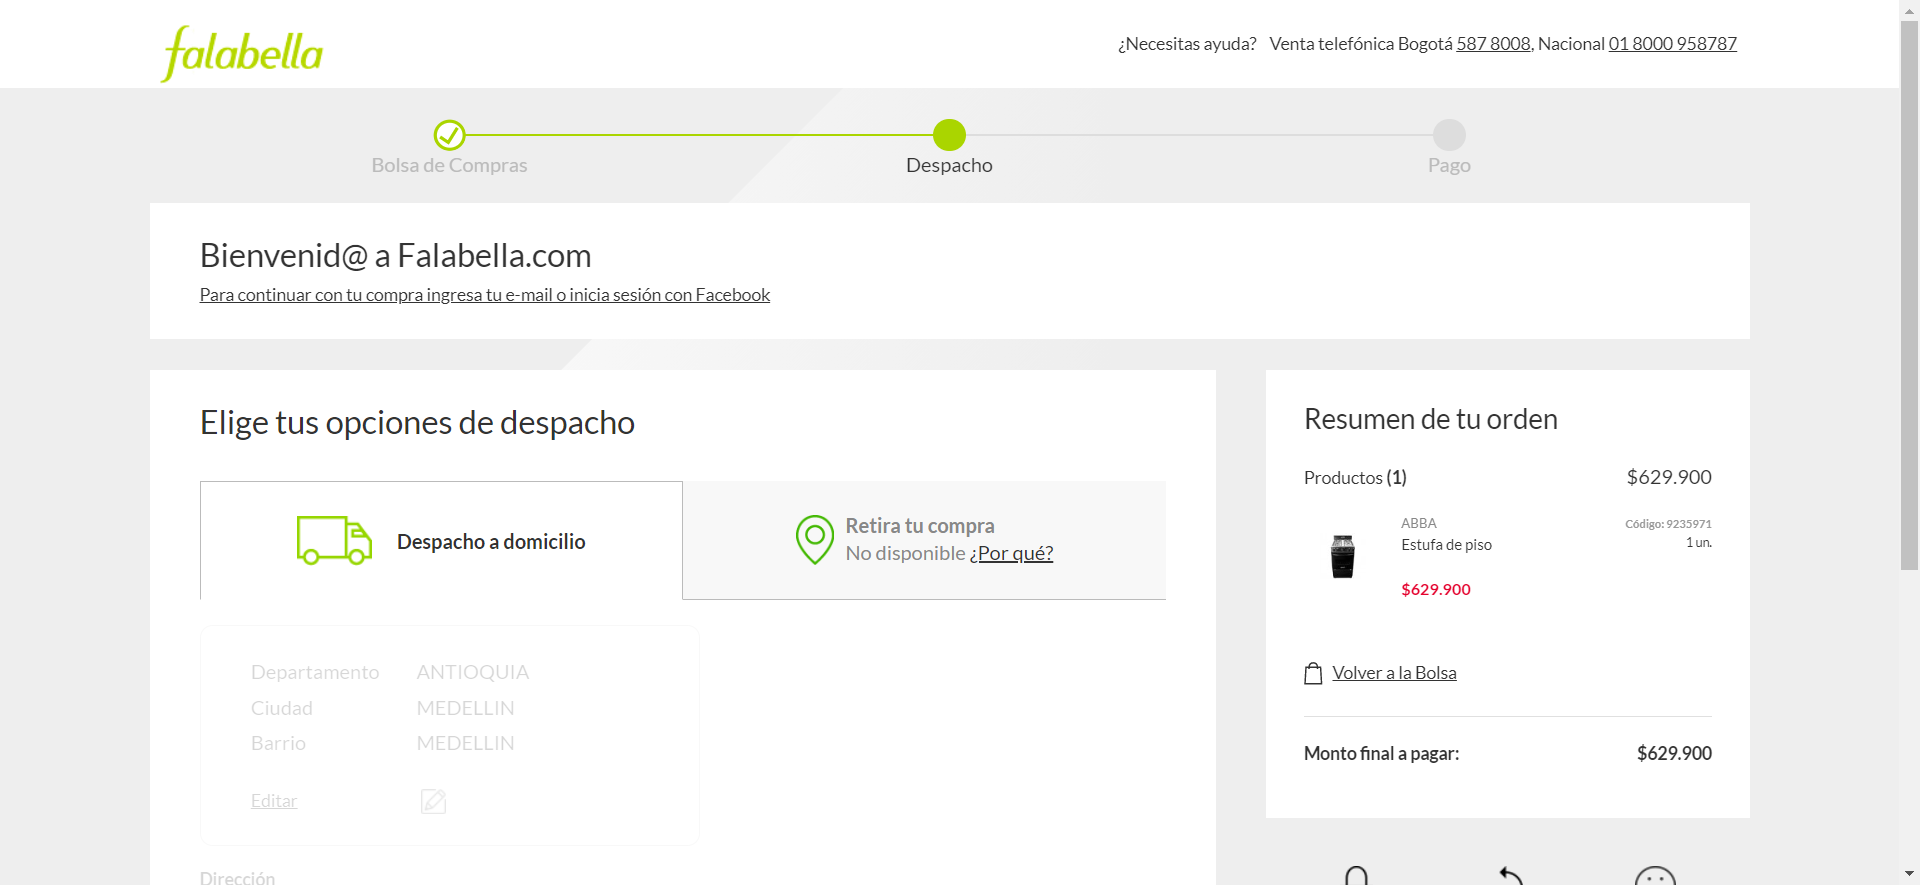 falabella
¿Necesitas ayuda? Venta telefónica Bogotá 587 8008, Nacional 01 8000 958787
Bolsa de Compras
Despacho
Pago
Bienvenid@ a Falabella.com
Para continuar con tu compra ingresa tu e-mail o inicia sesión con Facebook
Elige tus opciones de despacho
Despacho a domicilio
Retira tu compra
No disponible ¿Por qué?
Departamento ANTIOQUIA
Ciudad MEDELLIN
Barrio MEDELLIN
Editar
Dirección
Resumen de tu orden
Productos (1) $629.900
ABBA Código: 9235971
Estufa de piso 1 un.
$629.900
Volver a la Bolsa
Monto final a pagar: $629.900